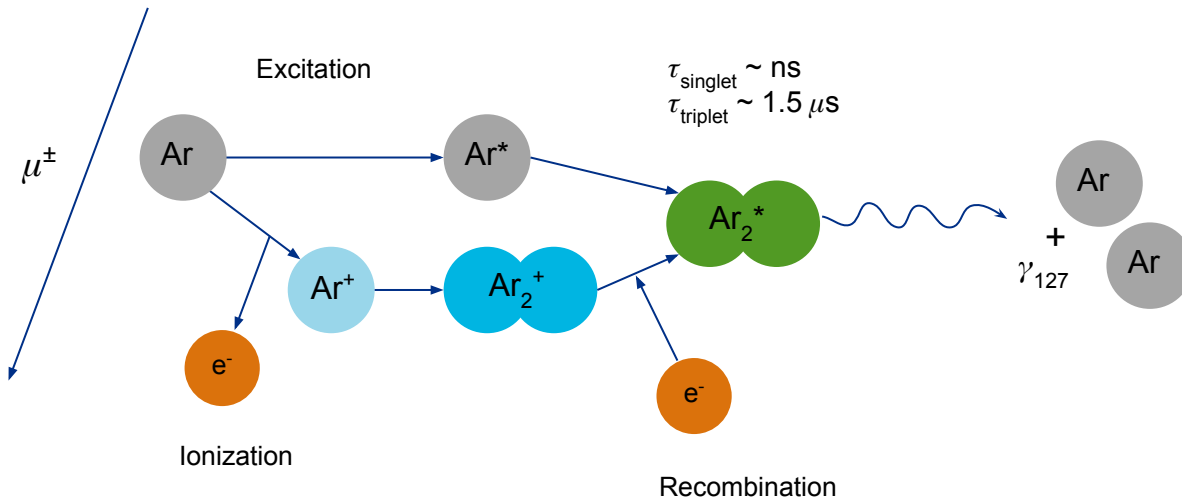 Excitation
τsinglet ~ ns
τtriplet ~ 1.5 μs
μ±
Ar
Ar*
Ar₂*
Ar
+
γ₁₂₇
Ar
Ar⁺
Ar₂⁺
e⁻
e⁻
Ionization
Recombination